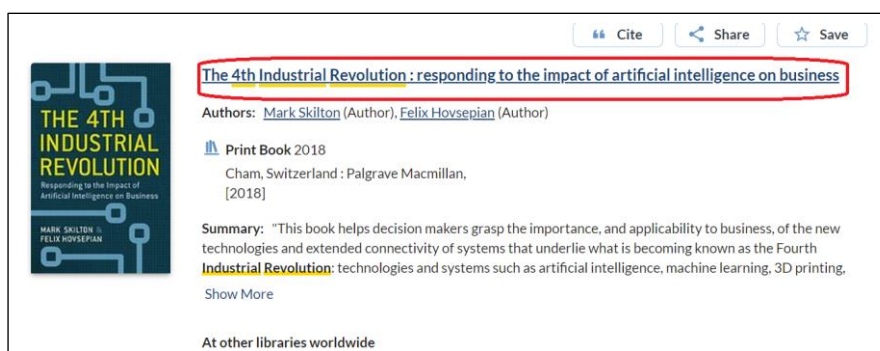 Cite Share Save
The 4th Industrial Revolution : responding to the impact of artificial intelligence on business
THE 4TH
INDUSTRIAL
REVOLUTION
Responding to the Impact of
Artificial Intelligence on Business
MARK SKILTON &
FELIX HOVSEPIAN
Authors: Mark Skilton (Author), Felix Hovsepian (Author)
Print Book 2018
Cham, Switzerland : Palgrave Macmillan,
[2018]
Summary: "This book helps decision makers grasp the importance, and applicability to business, of the new
technologies and extended connectivity of systems that underlie what is becoming known as the Fourth
Industrial Revolution: technologies and systems such as artificial intelligence, machine learning, 3D printing,
Show More
At other libraries worldwide